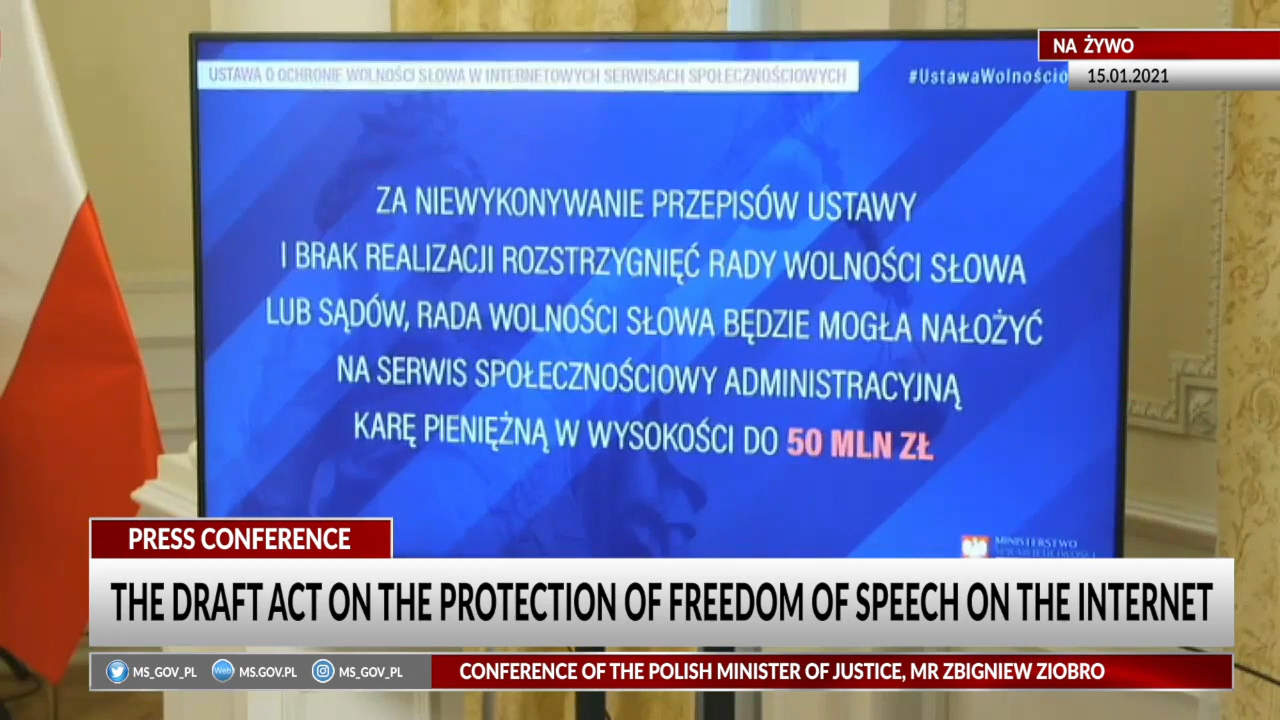 NA ŻYWO
15.01.2021
USTAWA O OCHRONIE WOLNOŚCI SŁOWA W INTERNETOWYCH SERWISACH SPOŁECZNOŚCIOWYCH
#UstawaWolnościo
ZA NIEWYKONYWANIE PRZEPISÓW USTAWY
I BRAK REALIZACJI ROZSTRZYGNIĘĆ RADY WOLNOŚCI SŁOWA
LUB SĄDÓW, RADA WOLNOŚCI SŁOWA BĘDZIE MOGŁA NAŁOŻYĆ
NA SERWIS SPOŁECZNOŚCIOWY ADMINISTRACYJNĄ
KARĘ PIENIĘŻNĄ W WYSOKOŚCI DO 50 MLN ZŁ
MINISTERSTWO
PRESS CONFERENCE
THE DRAFT ACT ON THE PROTECTION OF FREEDOM OF SPEECH ON THE INTERNET
MS_GOV_PL Web MS.GOV.PL MS_GOV_PL CONFERENCE OF THE POLISH MINISTER OF JUSTICE, MR ZBIGNIEW ZIOBRO